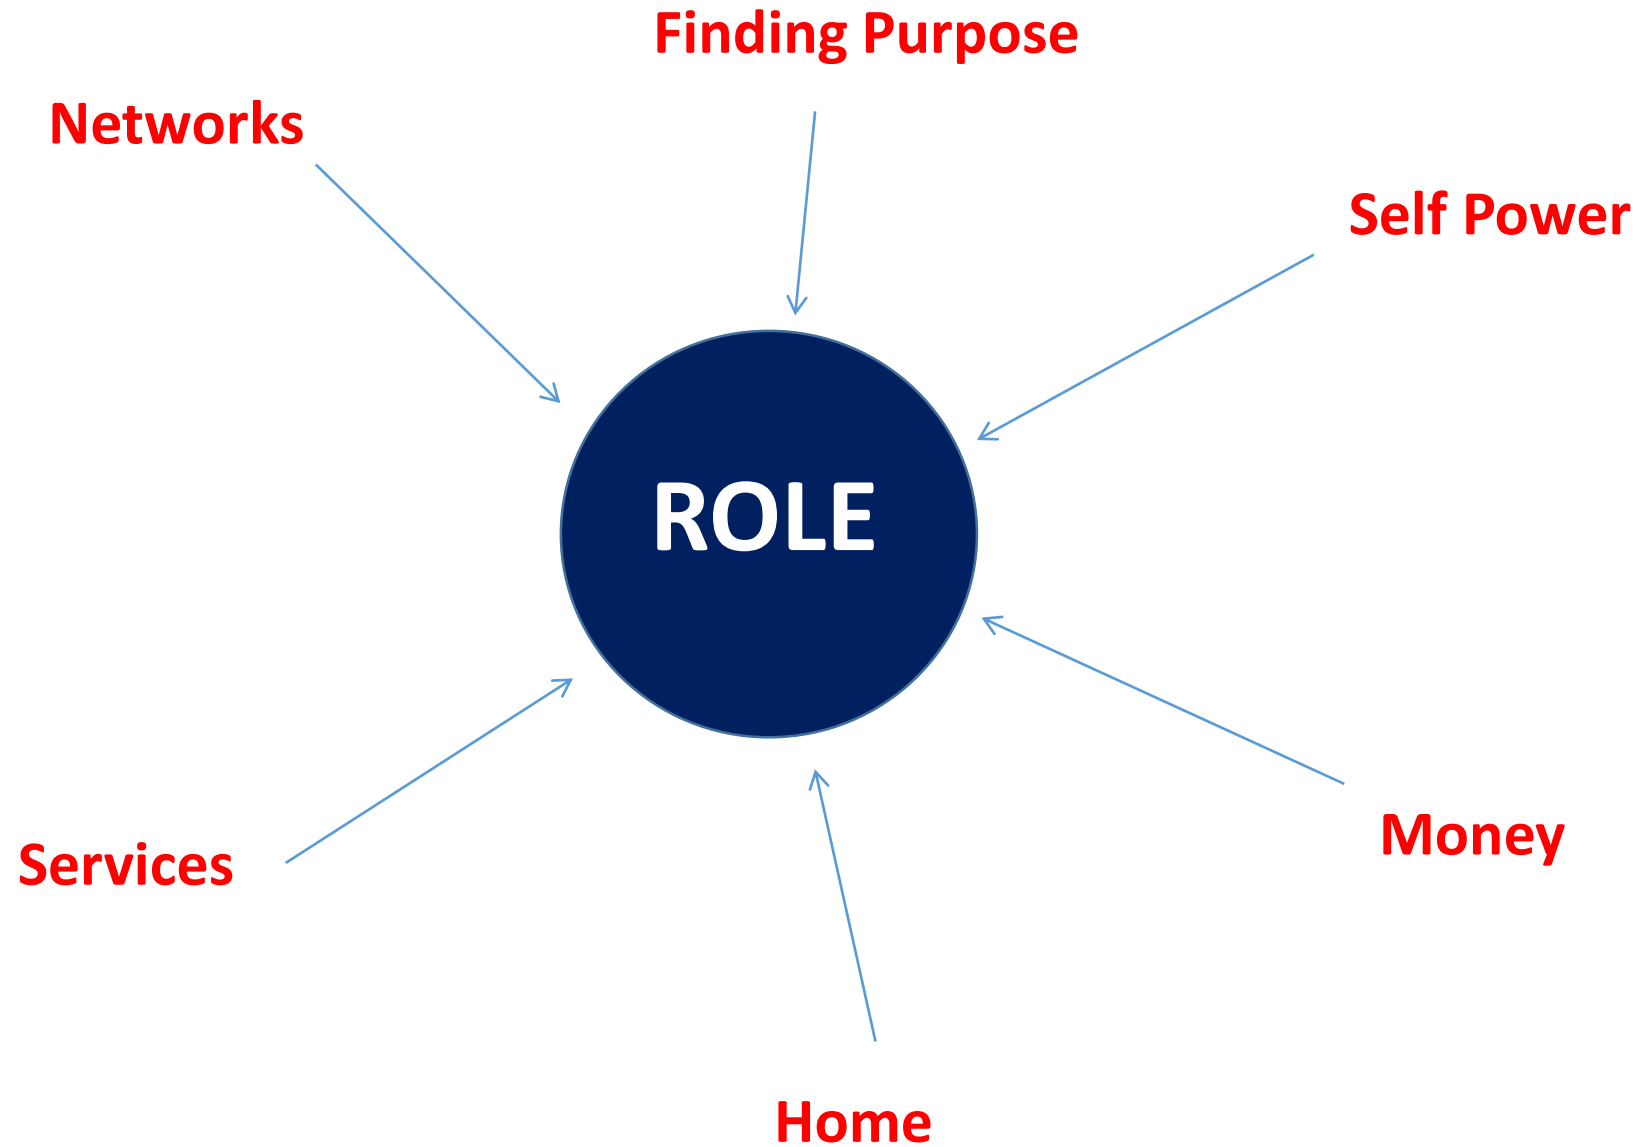 Finding Purpose
Networks
Self Power
ROLE
Money
Services
Home